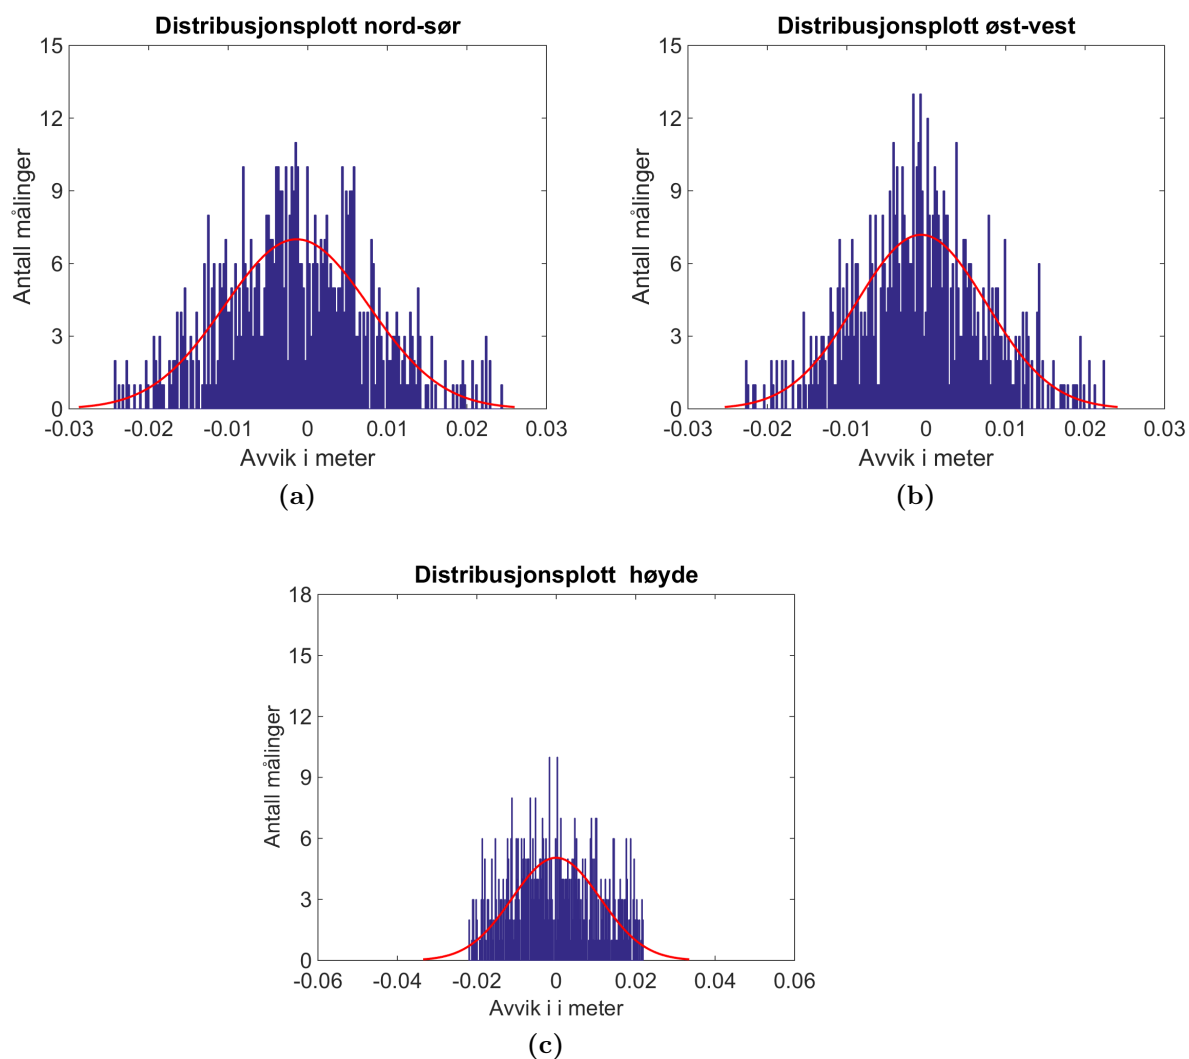 Distribusjonsplott nord-sør
15
12
9
6
3
0
Antall målinger
-0.03 -0.02 -0.01 0 0.01 0.02 0.03
Avvik i meter
(a)
Distribusjonsplott øst-vest
15
12
9
6
3
0
Antall målinger
-0.03 -0.02 -0.01 0 0.01 0.02 0.03
Avvik i meter
(b)
Distribusjonsplott høyde
18
15
12
9
6
3
0
Antall målinger
-0.06 -0.04 -0.02 0 0.02 0.04 0.06
Avvik i i meter
(c)